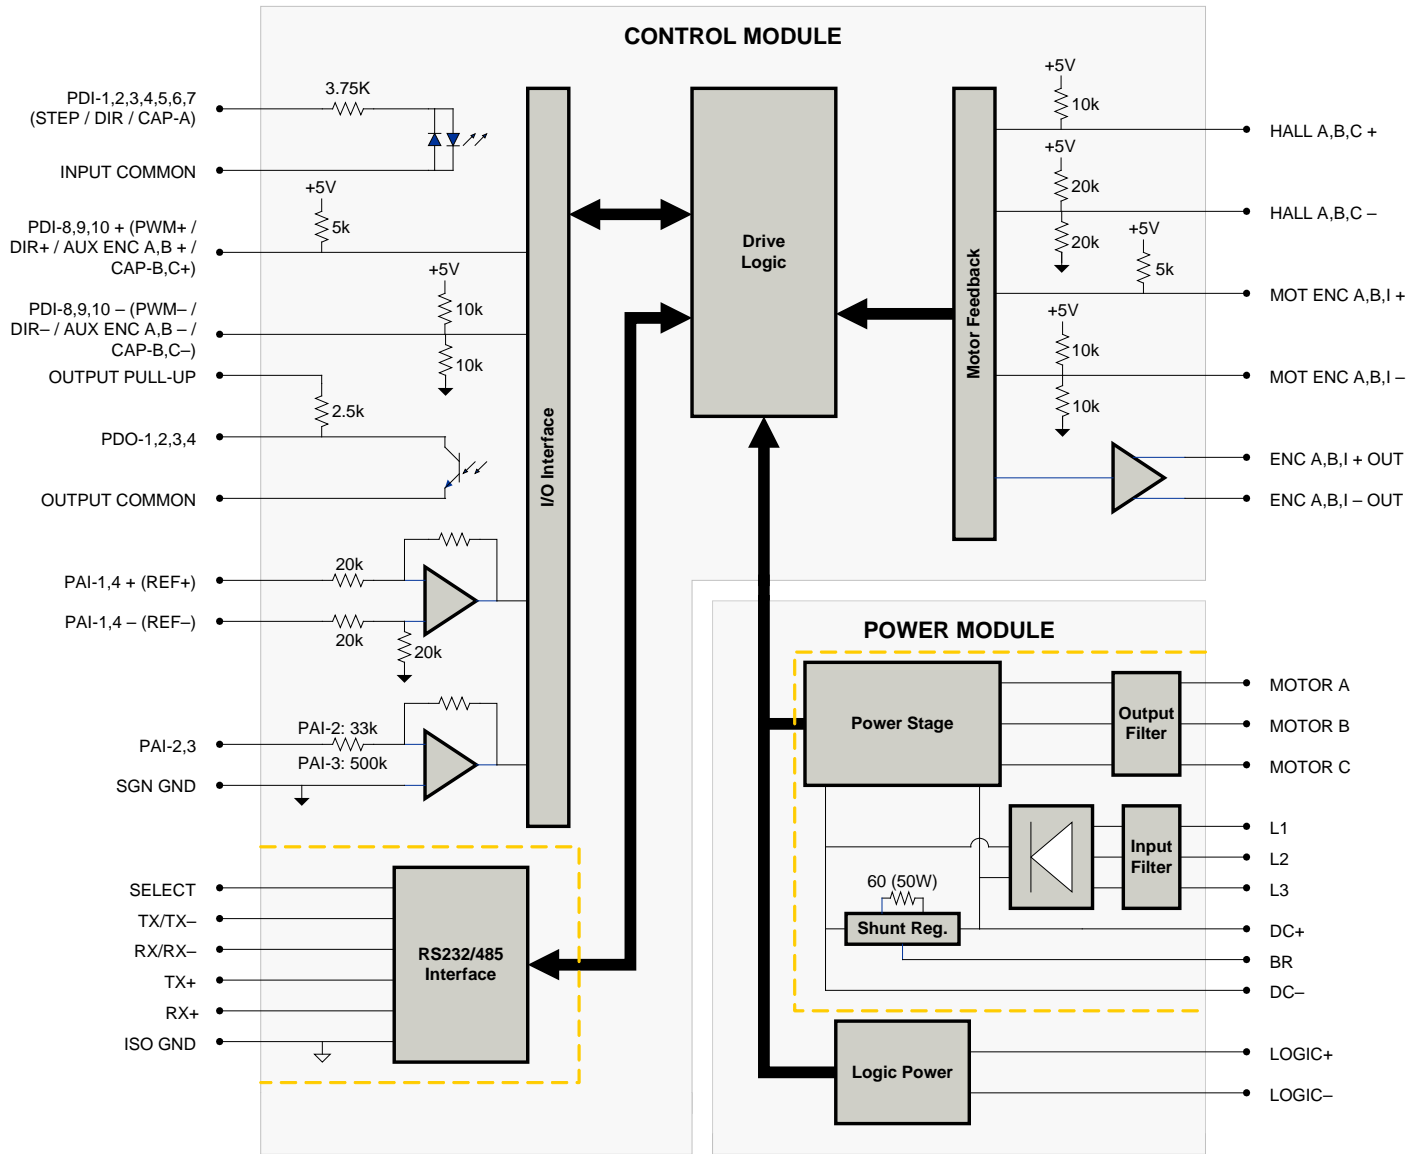 CONTROL MODULE
PDI-1,2,3,4,5,6,7
(STEP / DIR / CAP-A)
3.75K
INPUT COMMON
+5V
5k
PDI-8,9,10 + (PWM+ /
DIR+ / AUX ENC A,B + /
CAP-B,C+)
+5V
10k
10k
PDI-8,9,10 – (PWM– /
DIR– / AUX ENC A,B – /
CAP-B,C–)
OUTPUT PULL-UP
2.5k
PDO-1,2,3,4
OUTPUT COMMON
PAI-1,4 + (REF+)
20k
PAI-1,4 – (REF–)
20k
20k
PAI-2,3
PAI-2: 33k
PAI-3: 500k
SGN GND
I/O Interface
Drive
Logic
Motor Feedback
+5V
10k
HALL A,B,C +
+5V
20k
HALL A,B,C –
20k
+5V
5k
MOT ENC A,B,I +
+5V
10k
MOT ENC A,B,I –
10k
ENC A,B,I + OUT
ENC A,B,I – OUT
SELECT
TX/TX–
RX/RX–
TX+
RX+
ISO GND
RS232/485
Interface
POWER MODULE
Power Stage
Output
Filter
MOTOR A
MOTOR B
MOTOR C
Input
Filter
L1
L2
L3
60 (50W)
Shunt Reg.
DC+
BR
DC–
Logic Power
LOGIC+
LOGIC–